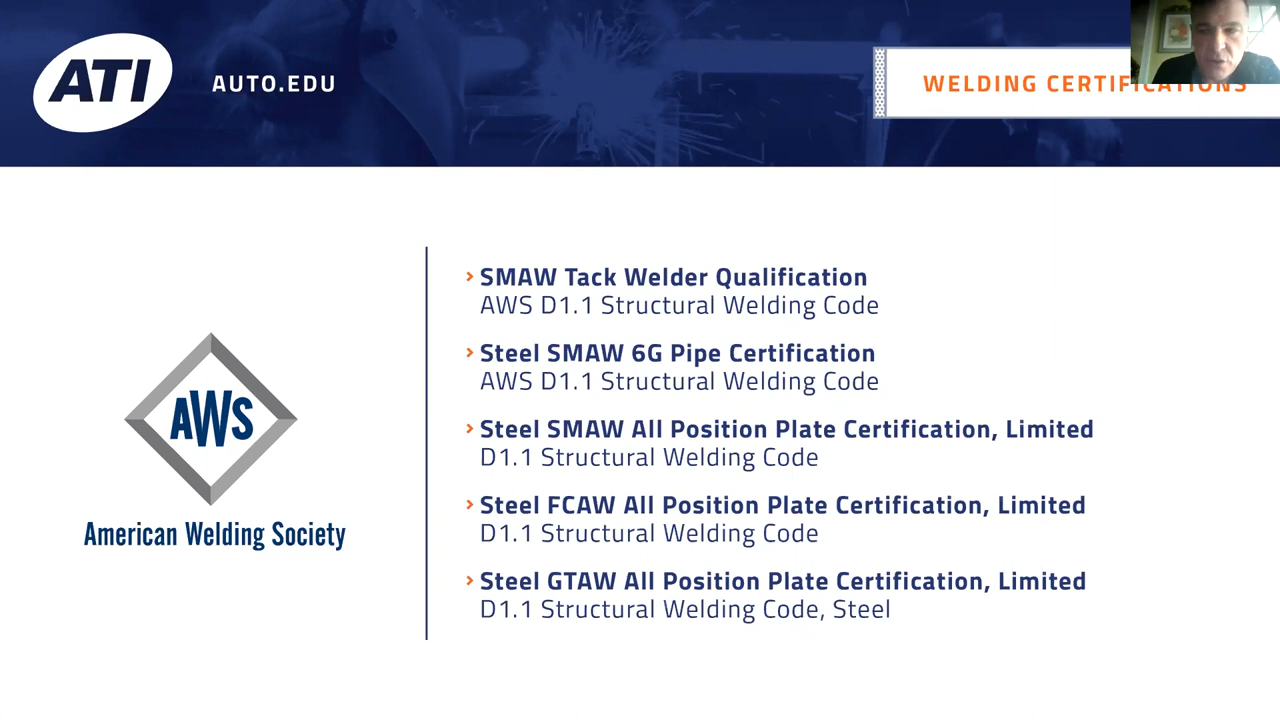 ATI
AUTO.EDU
WELDING CERTIFICATIONS
SMAW Tack Welder Qualification
AWS D1.1 Structural Welding Code
Steel SMAW 6G Pipe Certification
AWS D1.1 Structural Welding Code
Steel SMAW All Position Plate Certification, Limited
D1.1 Structural Welding Code
Steel FCAW All Position Plate Certification, Limited
D1.1 Structural Welding Code
Steel GTAW All Position Plate Certification, Limited
D1.1 Structural Welding Code, Steel
AWS
American Welding Society